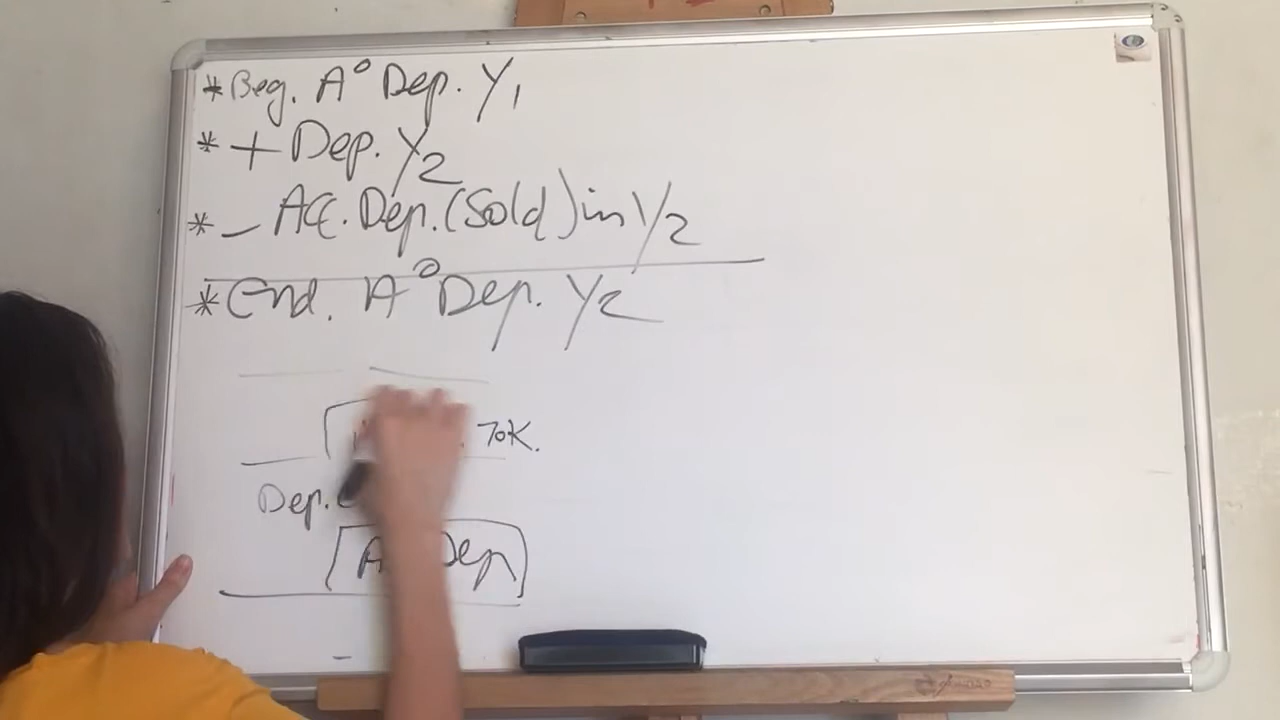 * Beg. A° Dep. Y1
* + Dep. Y2
* - Acc. Dep. (Sold) in Y2
* End. A° Dep. Y2
70K.
Dep.
Dep